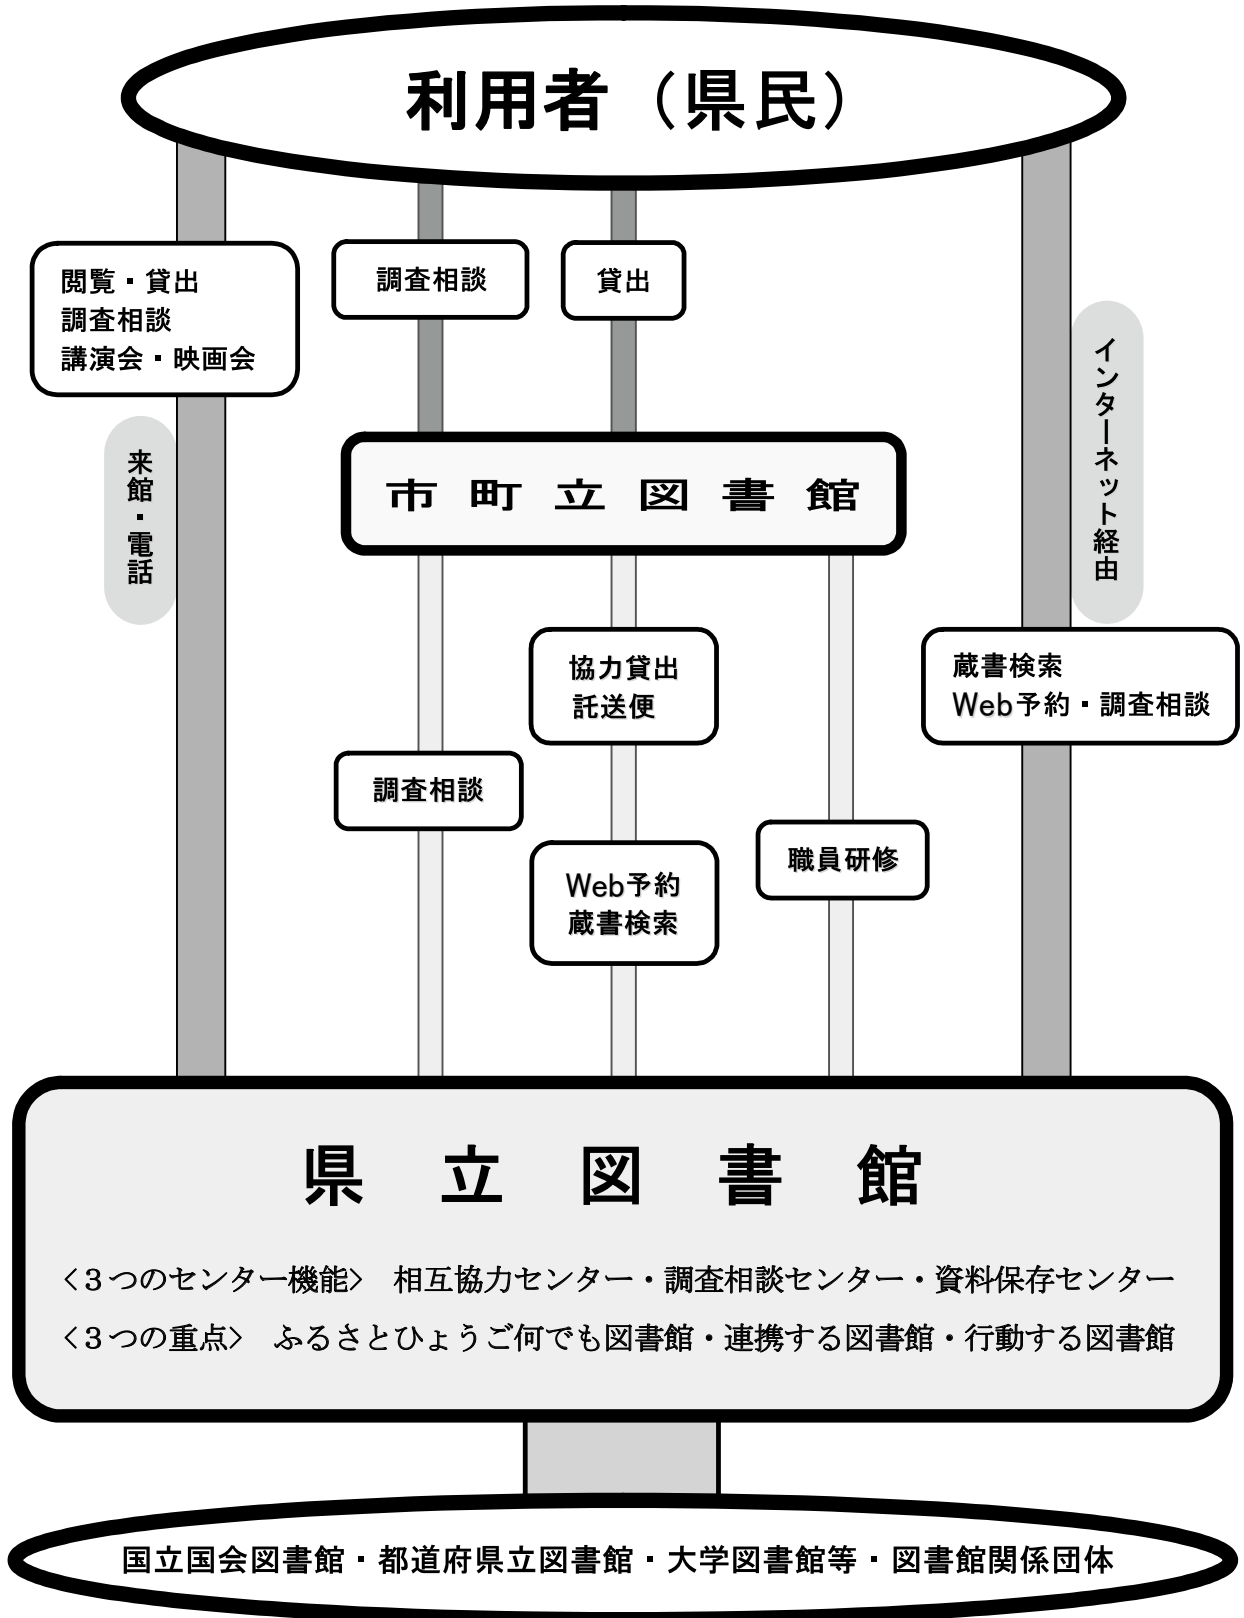 利用者（県民）
閲覧・貸出
調査相談
講演会・映画会
調査相談
貸出
来館・電話
インターネット経由
市町立図書館
協力貸出
託送便
蔵書検索
Web予約・調査相談
調査相談
Web予約
蔵書検索
職員研修
県立図書館
＜３つのセンター機能＞　相互協力センター・調査相談センター・資料保存センター
＜３つの重点＞　ふるさとひょうご何でも図書館・連携する図書館・行動する図書館
国立国会図書館・都道府県立図書館・大学図書館等・図書館関係団体